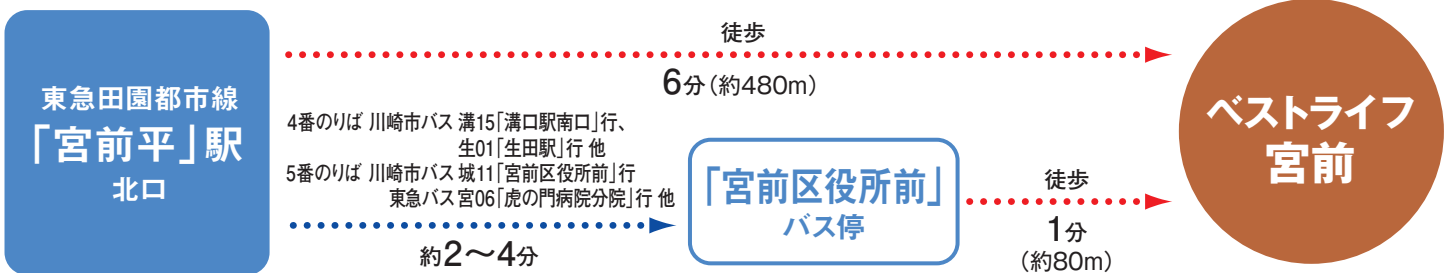 東急田園都市線
「宮前平」駅
北口
徒歩
6分(約480m)
4番のりば 川崎市バス 溝15「溝口駅南口」行、
生01「生田駅」行 他
5番のりば 川崎市バス 城11「宮前区役所前」行
東急バス 宮06「虎の門病院分院」行 他
約2〜4分
「宮前区役所前」
バス停
徒歩
1分
(約80m)
ベストライフ
宮前